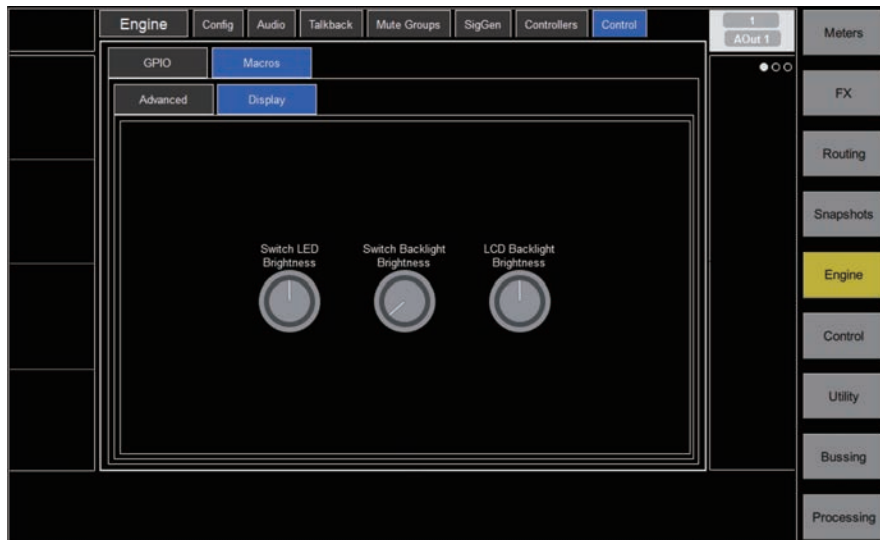 Engine
Config
Audio
Talkback
Mute Groups
SigGen
Controllers
Control
1
AOut 1
GPIO
Macros
Advanced
Display
Switch LED
Brightness
Switch Backlight
Brightness
LCD Backlight
Brightness
Meters
FX
Routing
Snapshots
Engine
Control
Utility
Bussing
Processing